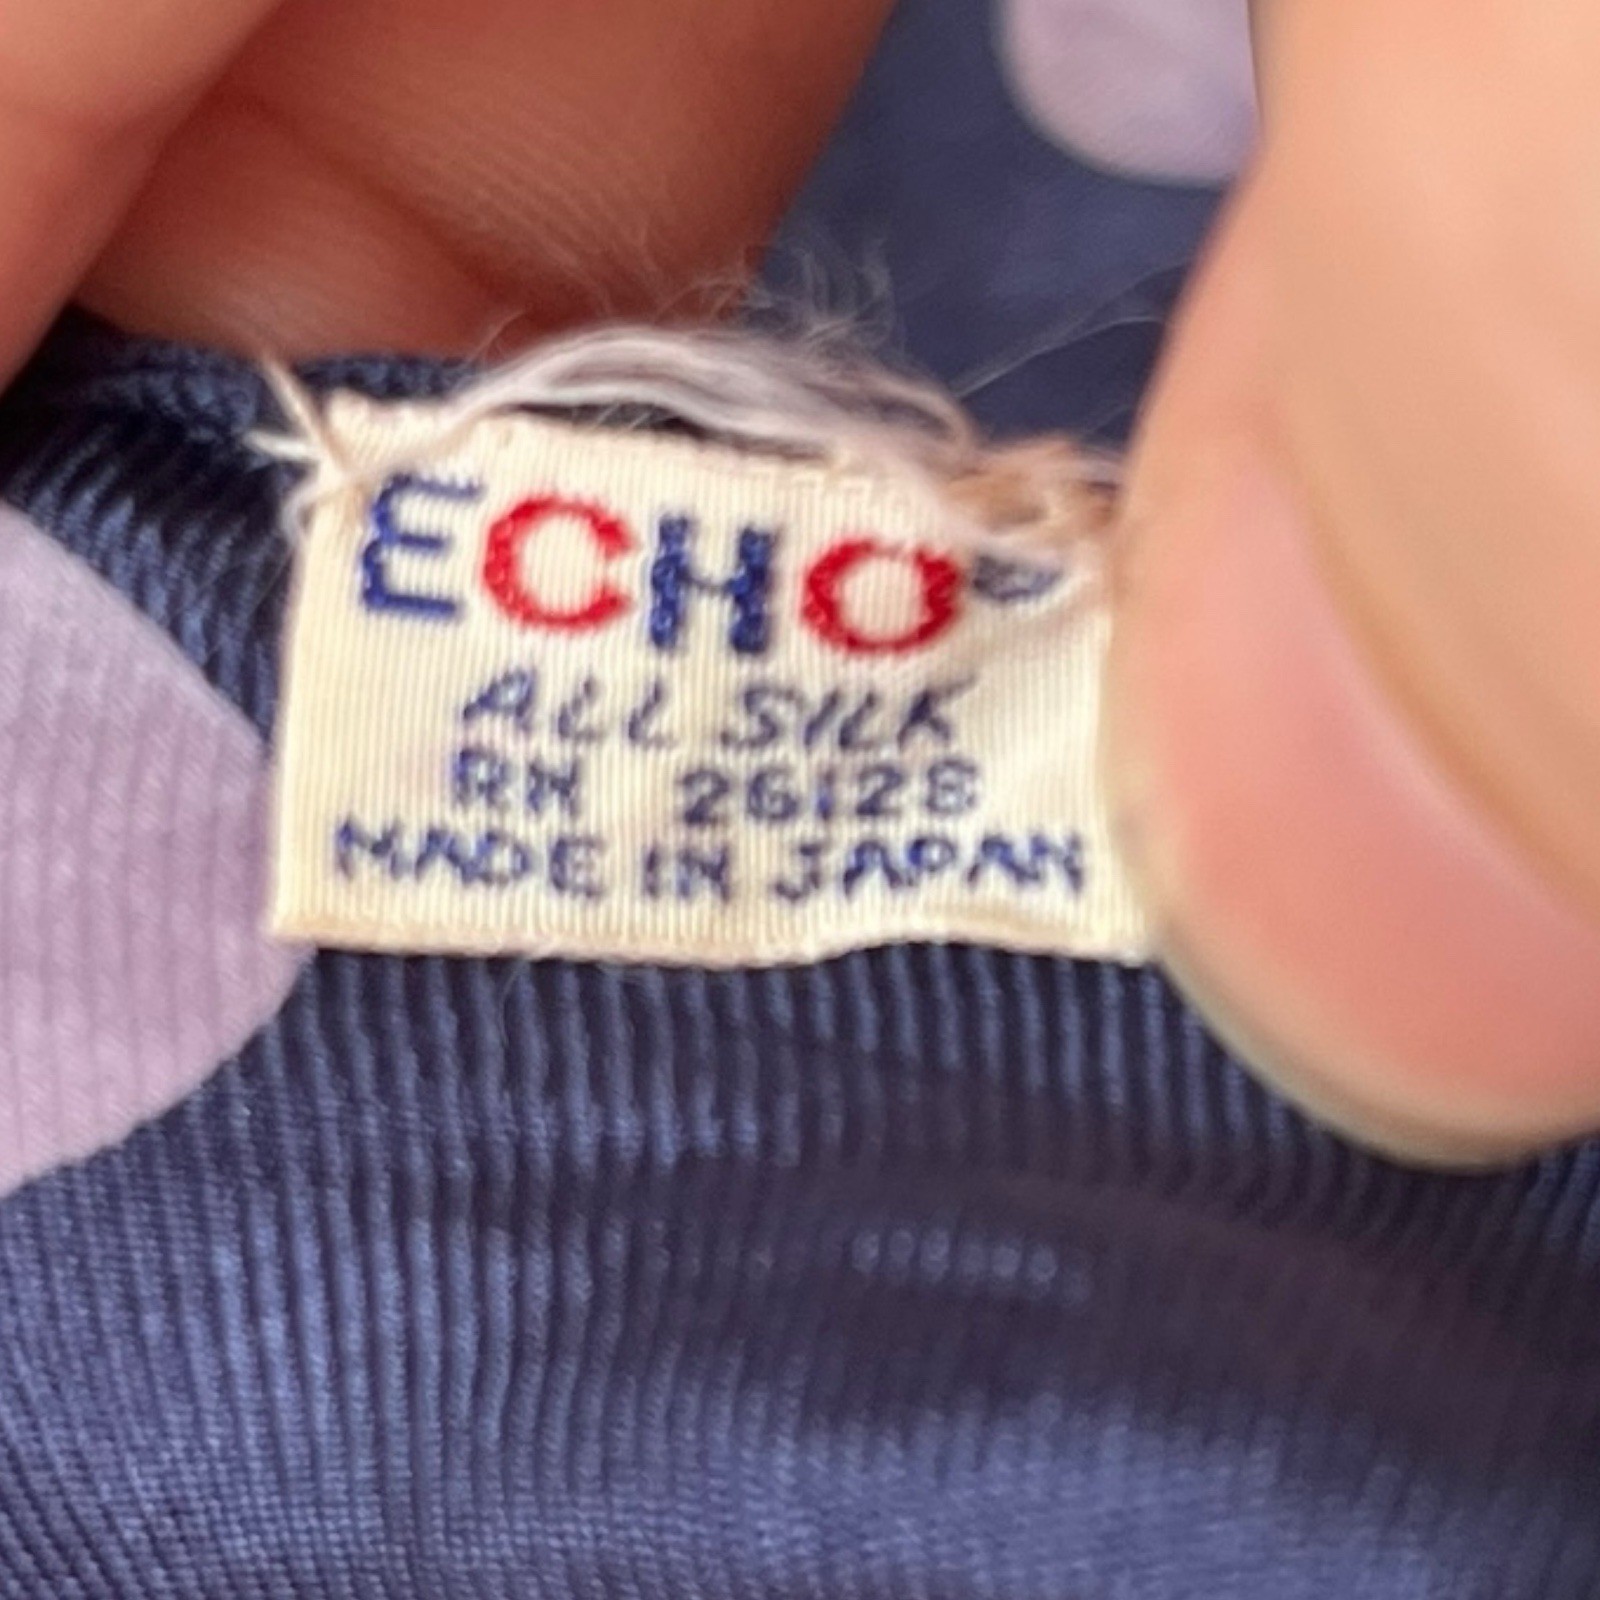 ECHO®
ALL SILK
RN 26128
MADE IN JAPAN